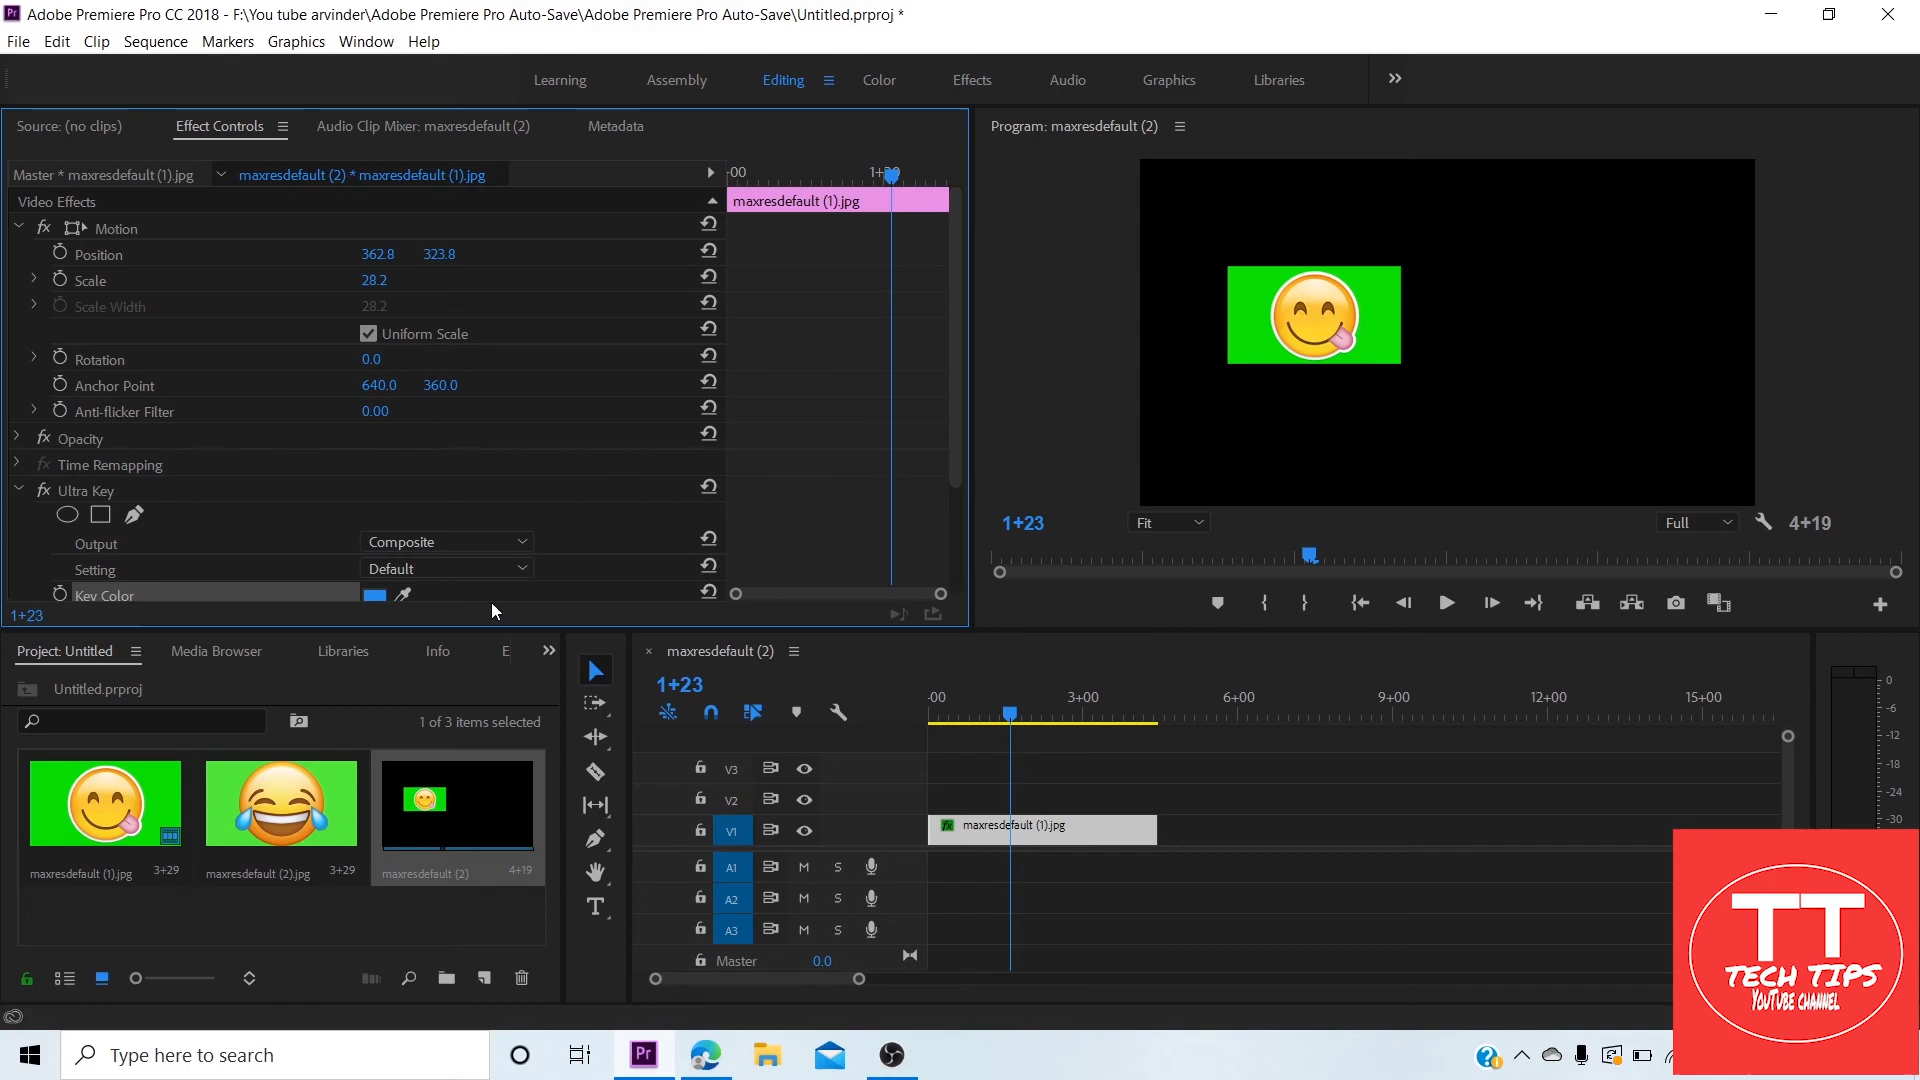 Adobe Premiere Pro CC 2018 - F:\You tube arvinder\Adobe Premiere Pro Auto-Save\Adobe Premiere Pro Auto-Save\Untitled.prproj *
File Edit Clip Sequence Markers Graphics Window Help
Learning Assembly Editing Color Effects Audio Graphics Libraries
Source: (no clips) Effect Controls Audio Clip Mixer: maxresdefault (2) Metadata
Program: maxresdefault (2)
Master * maxresdefault (1).jpg maxresdefault (2) * maxresdefault (1).jpg
Video Effects
maxresdefault (1).jpg
Motion
Position 362.8 323.8
Scale 28.2
Scale Width 28.2
Uniform Scale
Rotation 0.0
Anchor Point 640.0 360.0
Anti-flicker Filter 0.00
Opacity
Time Remapping
Ultra Key
Output Composite
Setting Default
Key Color
1+23
1+23 Fit Full 4+19
Project: Untitled Media Browser Libraries Info E
Untitled.prproj
1 of 3 items selected
maxresdefault (1).jpg 3+29
maxresdefault (2).jpg 3+29
maxresdefault (2) 4+19
maxresdefault (2)
1+23
:00 3+00 6+00 9+00 12+00 15+00
V3
V2
V1 maxresdefault (1).jpg
A1 M S
A2 M S
A3 M S
Master 0.0
0
-6
-12
-18
-24
-30
TT
TECH TIPS
YouTube CHANNEL
Type here to search